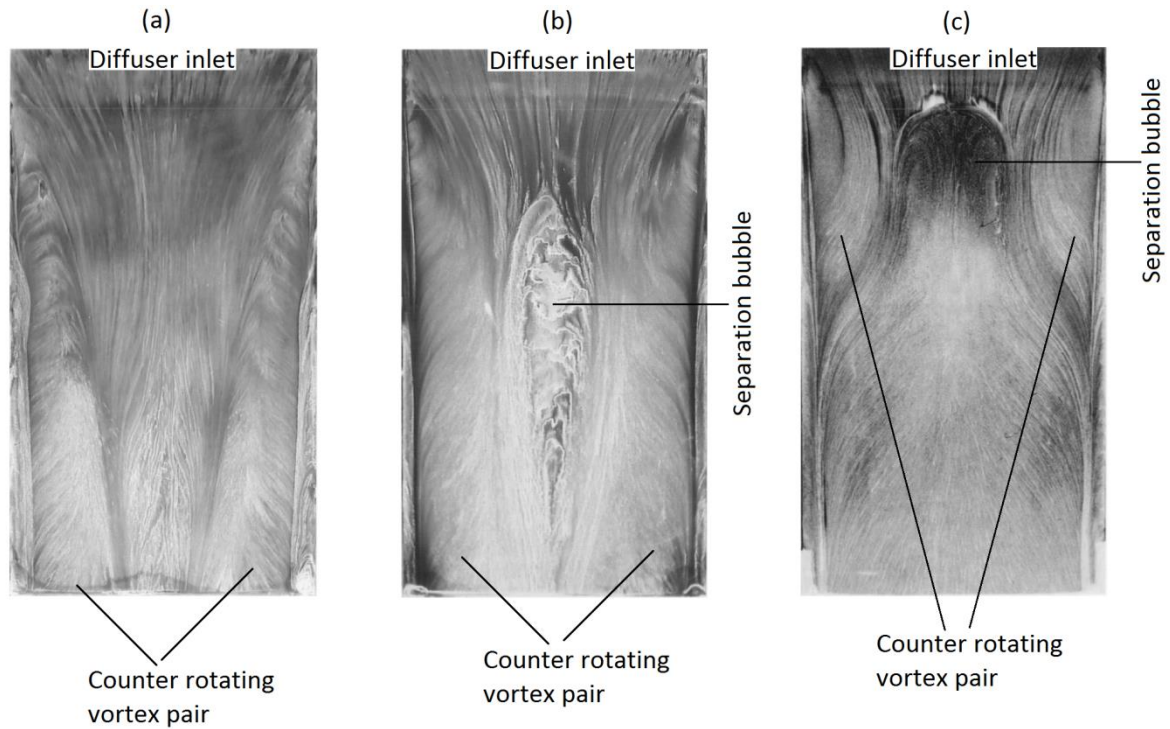 (a)
Diffuser inlet
Counter rotating
vortex pair
(b)
Diffuser inlet
Separation bubble
Counter rotating
vortex pair
(c)
Diffuser inlet
Separation bubble
Counter rotating
vortex pair